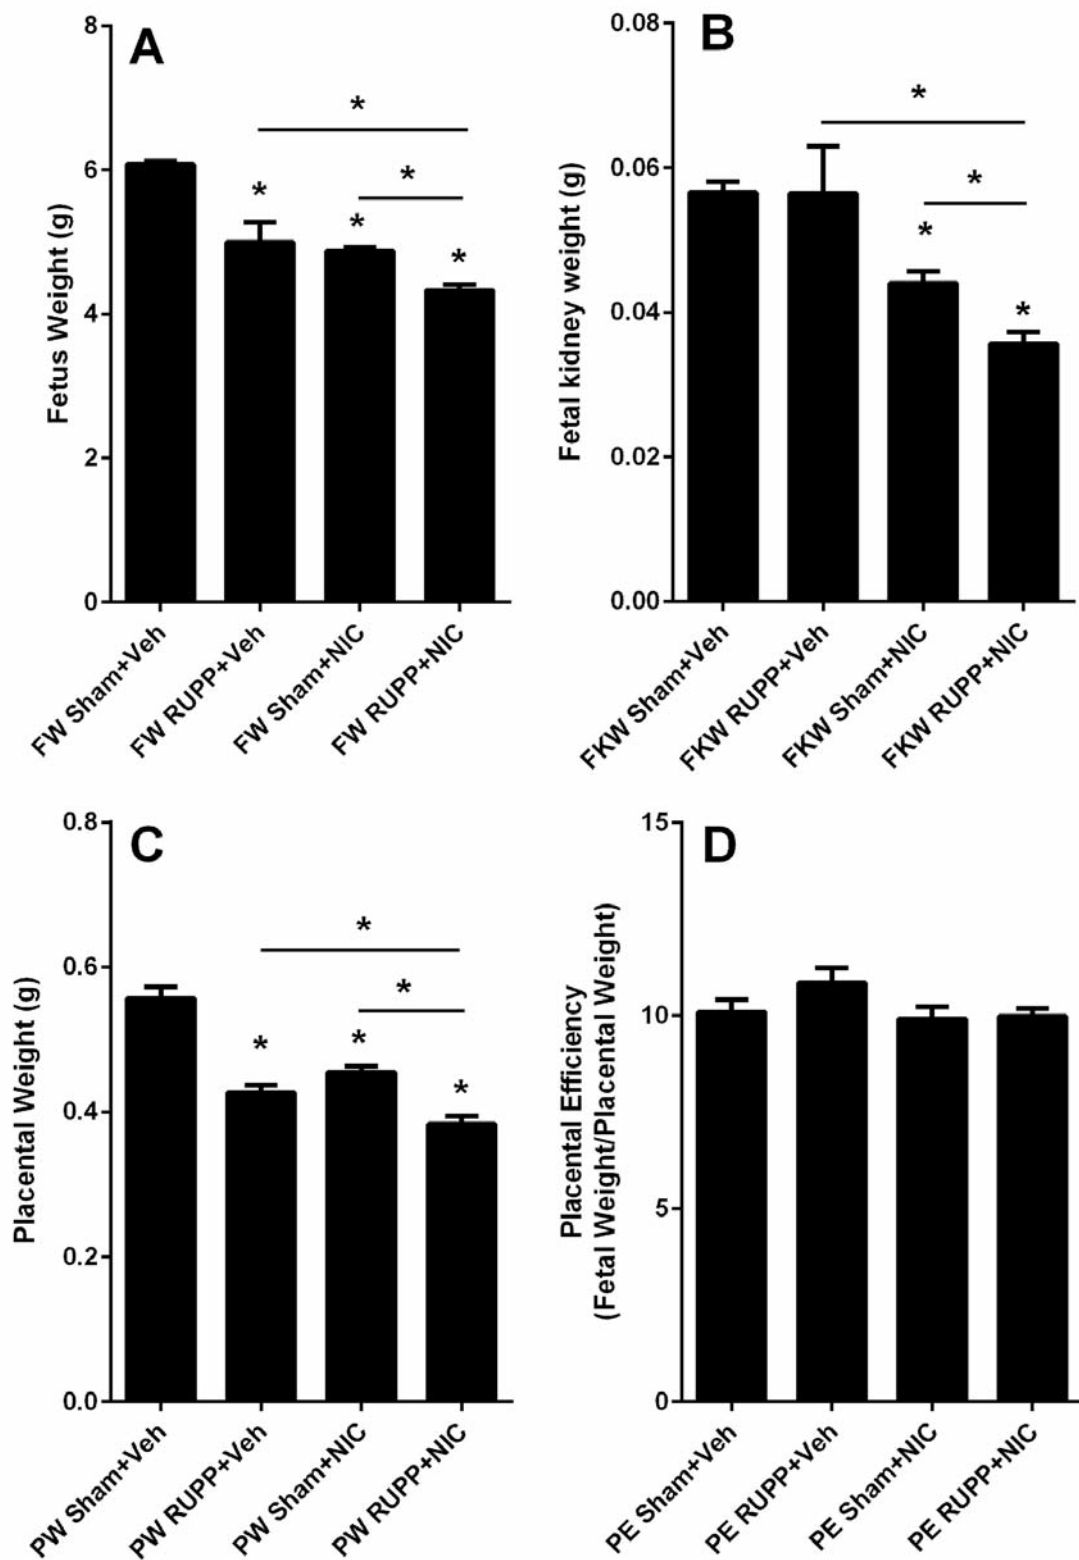 A
Fetus Weight (g)
8
6
4
2
0
*
*
*
*
*
FW Sham+Veh
FW RUPP+Veh
FW Sham+NIC
FW RUPP+NIC
B
Fetal kidney weight (g)
0.08
0.06
0.04
0.02
0.00
*
*
*
*
FKW Sham+Veh
FKW RUPP+Veh
FKW Sham+NIC
FKW RUPP+NIC
C
Placental Weight (g)
0.8
0.6
0.4
0.2
0.0
*
*
*
*
*
PW Sham+Veh
PW RUPP+Veh
PW Sham+NIC
PW RUPP+NIC
D
Placental Efficiency
(Fetal Weight/Placental Weight)
15
10
5
0
PE Sham+Veh
PE RUPP+Veh
PE Sham+NIC
PE RUPP+NIC